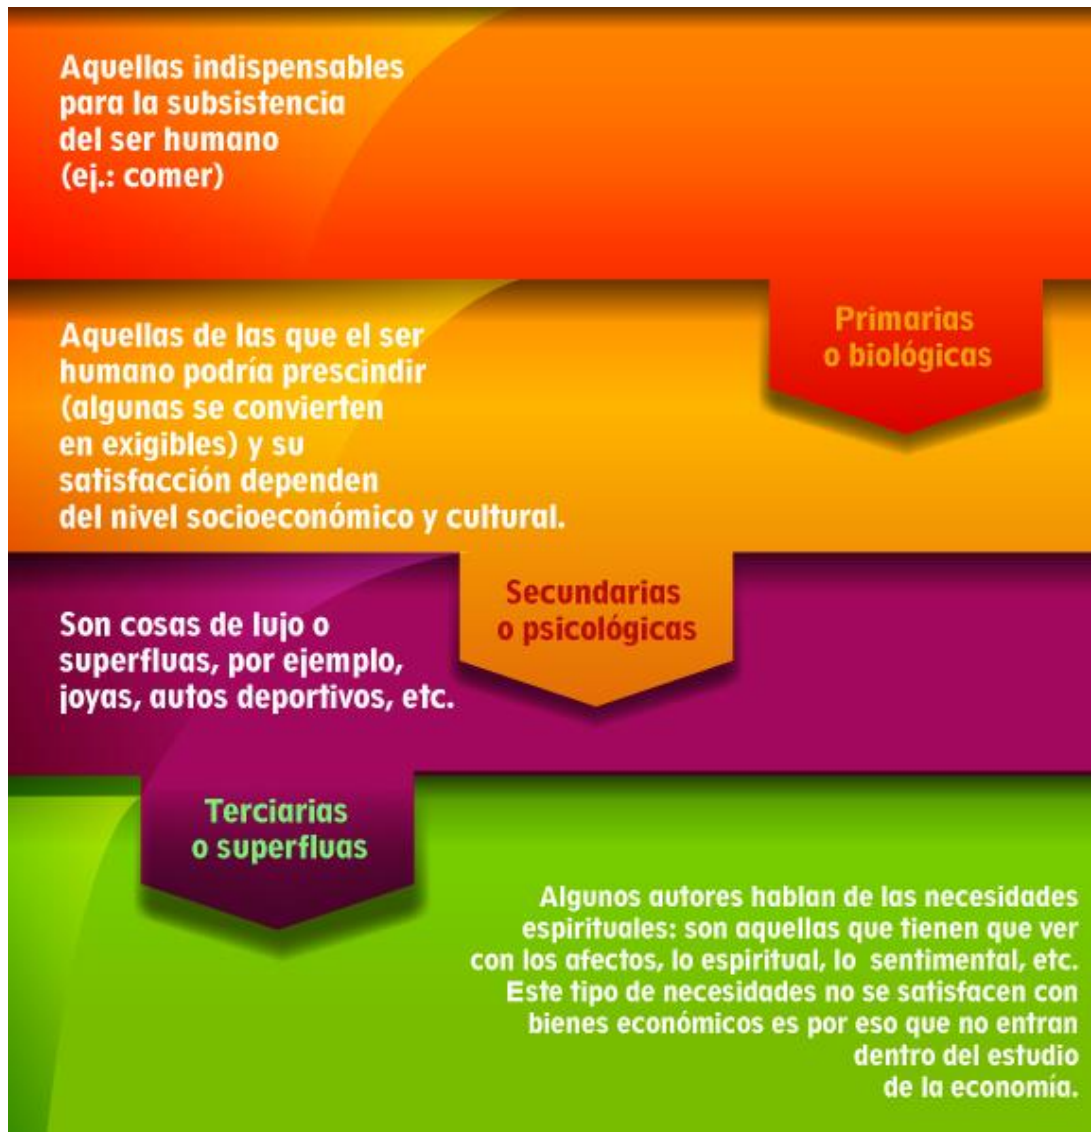 Aquellas indispensables
para la subsistencia
del ser humano
(ej.: comer)
Primarias
o biológicas
Aquellas de las que el ser
humano podría prescindir
(algunas se convierten
en exigibles) y su
satisfacción dependen
del nivel socioeconómico y cultural.
Secundarias
o psicológicas
Son cosas de lujo o
superfluas, por ejemplo,
joyas, autos deportivos, etc.
Terciarias
o superfluas
Algunos autores hablan de las necesidades
espirituales: son aquellas que tienen que ver
con los afectos, lo espiritual, lo sentimental, etc.
Este tipo de necesidades no se satisfacen con
bienes económicos es por eso que no entran
dentro del estudio
de la economía.